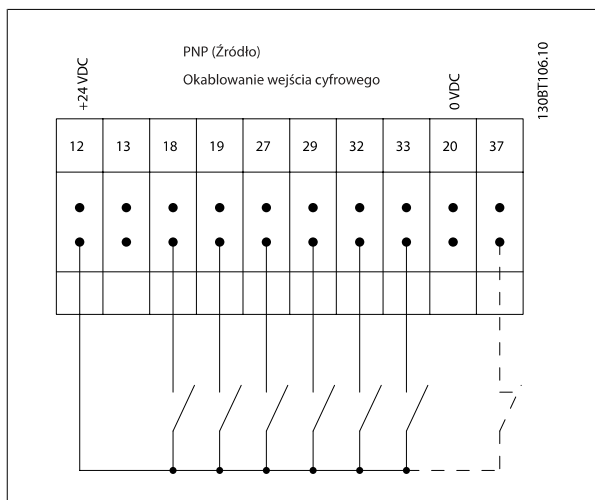 PNP (Źródło)
Okablowanie wejścia cyfrowego
+24 VDC
0 VDC
130BT106.10
12 13 18 19 27 29 32 33 20 37